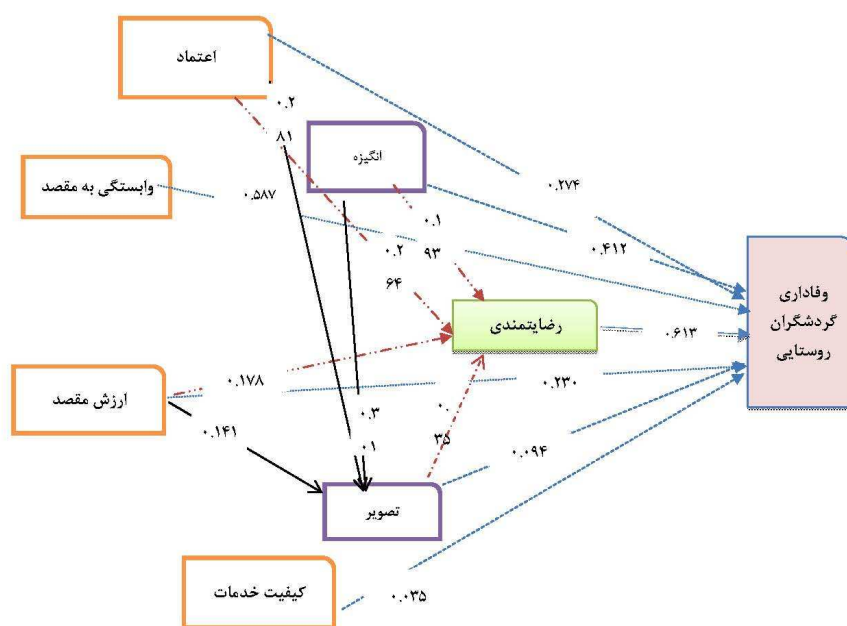 اعتماد
۰.۲
۸۱
انگیزه
وابستگی به مقصد
۰.۵۸۷
۰.۲۷۴
۰.۱
۹۳
۰.۲
۶۴
۰.۴۱۲
وفاداری
گردشگران
روستایی
رضایتمندی
۰.۶۱۳
ارزش مقصد
۰.۱۷۸
۰.۲۳۰
۰.۱۴۱
۰.۳
۰۱
۰.
۳۵
۰.۰۹۴
تصویر
کیفیت خدمات
۰.۰۳۵